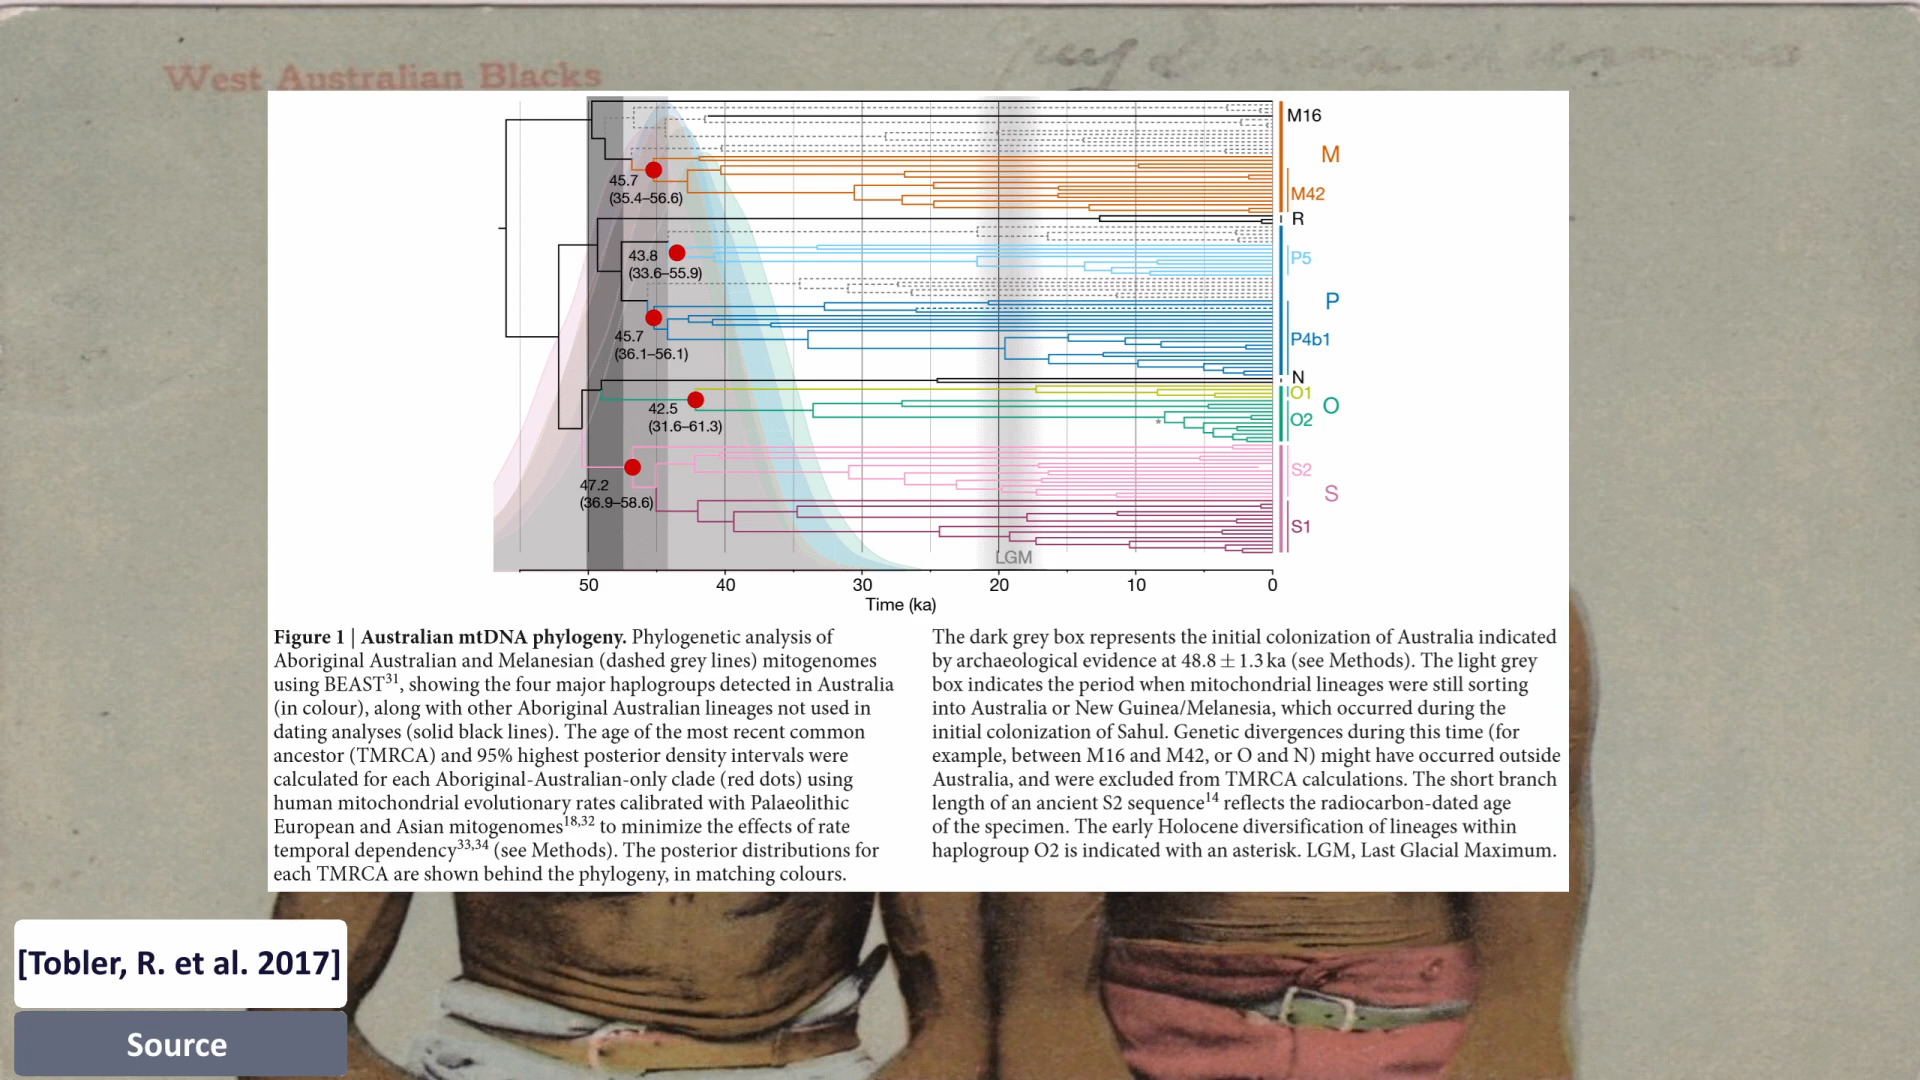 West Australian Blacks
M16
M
45.7
(35.4–56.6)
M42
R
43.8
(33.6–55.9)
P5
P
45.7
(36.1–56.1)
P4b1
N
O1
42.5
(31.6–61.3)
O
O2
*
S2
47.2
(36.9–58.6)
S
S1
LGM
50 40 30 20 10 0
Time (ka)
Figure 1 | Australian mtDNA phylogeny. Phylogenetic analysis of
Aboriginal Australian and Melanesian (dashed grey lines) mitogenomes
using BEAST31, showing the four major haplogroups detected in Australia
(in colour), along with other Aboriginal Australian lineages not used in
dating analyses (solid black lines). The age of the most recent common
ancestor (TMRCA) and 95% highest posterior density intervals were
calculated for each Aboriginal-Australian-only clade (red dots) using
human mitochondrial evolutionary rates calibrated with Palaeolithic
European and Asian mitogenomes18,32 to minimize the effects of rate
temporal dependency33,34 (see Methods). The posterior distributions for
each TMRCA are shown behind the phylogeny, in matching colours.
The dark grey box represents the initial colonization of Australia indicated
by archaeological evidence at 48.8 ± 1.3 ka (see Methods). The light grey
box indicates the period when mitochondrial lineages were still sorting
into Australia or New Guinea/Melanesia, which occurred during the
initial colonization of Sahul. Genetic divergences during this time (for
example, between M16 and M42, or O and N) might have occurred outside
Australia, and were excluded from TMRCA calculations. The short branch
length of an ancient S2 sequence14 reflects the radiocarbon-dated age
of the specimen. The early Holocene diversification of lineages within
haplogroup O2 is indicated with an asterisk. LGM, Last Glacial Maximum.
[Tobler, R. et al. 2017]
Source